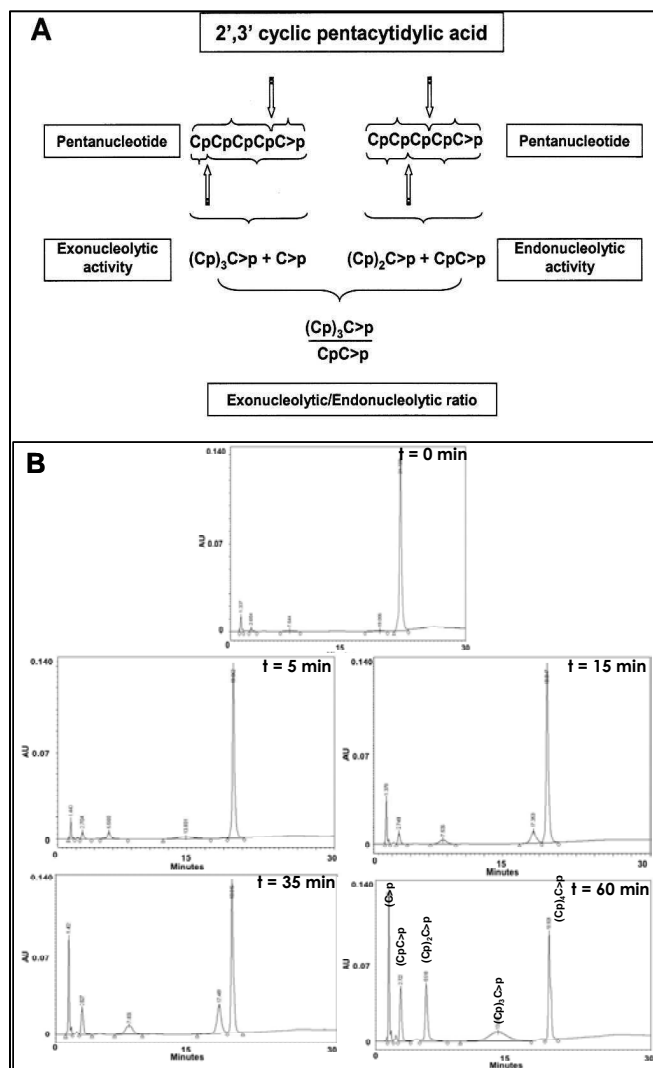 A
2',3' cyclic pentacytidylic acid
Pentanucleotide
CpCpCpCpC>p
CpCpCpCpC>p
Pentanucleotide
Exonucleolytic
activity
(Cp)₃C>p + C>p
(Cp)₂C>p + CpC>p
Endonucleolytic
activity
(Cp)₃C>p
CpC>p
Exonucleolytic/Endonucleolytic ratio
B
t = 0 min
0.140
0.07
AU
0
15
30
t = 5 min
0.140
0.07
AU
0
15
30
Minutes
t = 15 min
0.140
0.07
AU
0
15
30
Minutes
t = 35 min
0.140
0.07
AU
0
15
30
Minutes
t = 60 min
0.140
0.07
AU
0
(C>p)
(CpC>p)
(Cp)₂C>p)
(Cp)₃C>p)
(Cp)₄C>p
15
30
Minutes